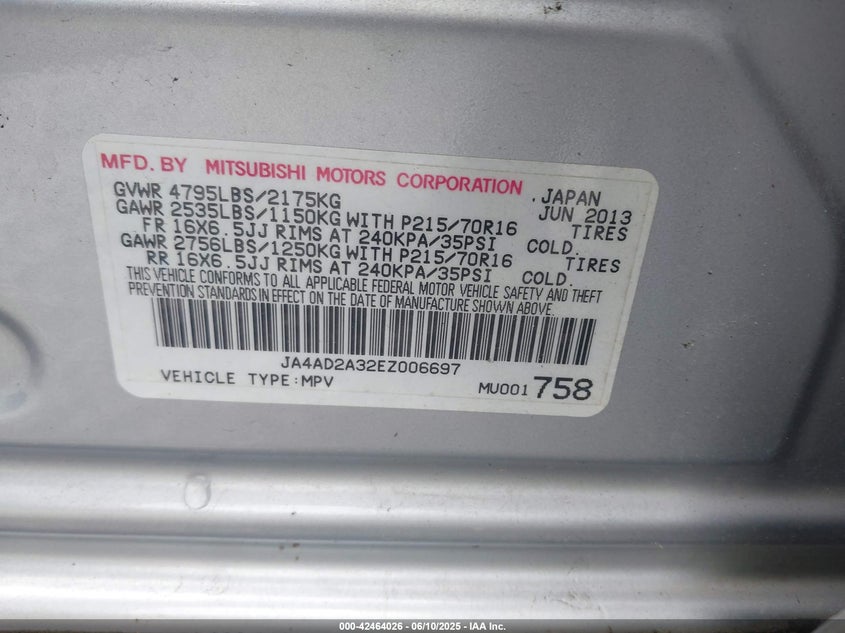 MFD. BY MITSUBISHI MOTORS CORPORATION
GVWR 4795LBS/2175KG .JAPAN
GAWR 2535LBS/1150KG WITH P215/70R16 JUN 2013
FR 16X6.5JJ RIMS AT 240KPA/35PSI TIRES COLD.
GAWR 2756LBS/1250KG WITH P215/70R16 TIRES
RR 16X6.5JJ RIMS AT 240KPA/35PSI COLD.
THIS VEHICLE CONFORMS TO ALL APPLICABLE FEDERAL MOTOR VEHICLE SAFETY AND THEFT
PREVENTION STANDARDS IN EFFECT ON THE DATE OF MANUFACTURE SHOWN ABOVE.
JA4AD2A32EZ006697
VEHICLE TYPE:MPV MU001758
000-42464026 - 06/10/2025 - IAA Inc.